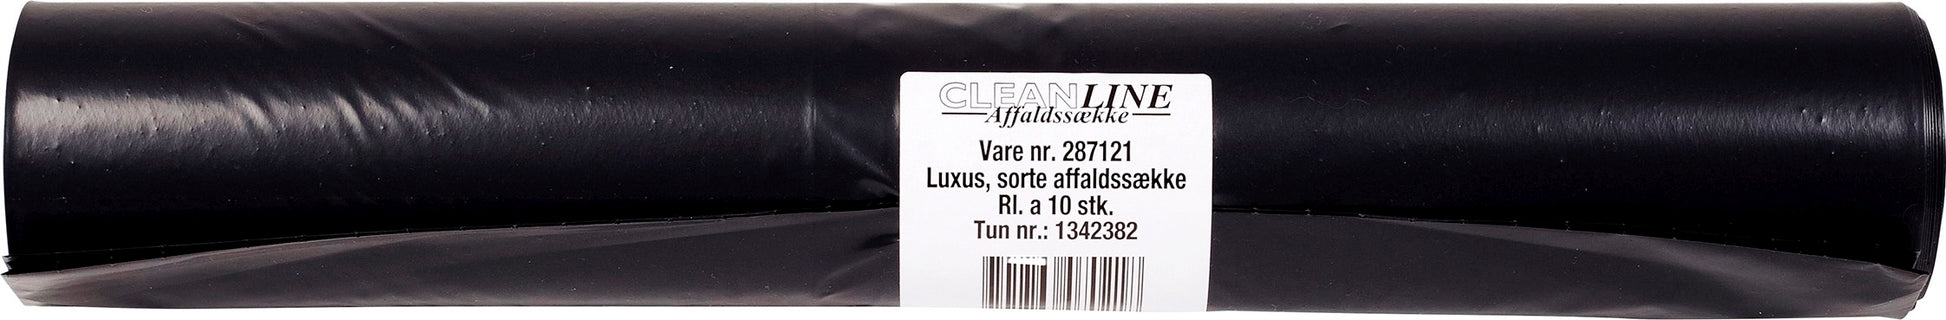 CLEANLINE
Affaldssække
Vare nr. 287121
Luxus, sorte affaldssække
Rl. a 10 stk.
Tun nr.: 1342382